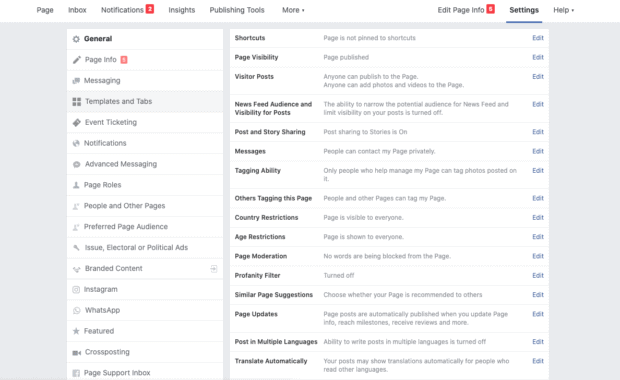 Page Inbox Notifications 2 Insights Publishing Tools More Edit Page Info Settings Help
General
Page Info 5
Messaging
Templates and Tabs
Event Ticketing
Notifications
Advanced Messaging
Page Roles
People and Other Pages
Preferred Page Audience
Issue, Electoral or Political Ads
Branded Content
Instagram
WhatsApp
Featured
Crossposting
Page Support Inbox
Shortcuts Page is not pinned to shortcuts Edit
Page Visibility Page published Edit
Visitor Posts Anyone can publish to the Page. Edit
Anyone can add photos and videos to the Page.
News Feed Audience and The ability to narrow the potential audience for News Feed and Edit
Visibility for Posts limit visibility on your posts is turned off.
Post and Story Sharing Post sharing to Stories is On Edit
Messages People can contact my Page privately. Edit
Tagging Ability Only people who help manage my Page can tag photos posted on Edit
it.
Others Tagging this Page People and other Pages can tag my Page. Edit
Country Restrictions Page is visible to everyone. Edit
Age Restrictions Page is shown to everyone. Edit
Page Moderation No words are being blocked from the Page. Edit
Profanity Filter Turned off Edit
Similar Page Suggestions Choose whether your Page is recommended to others Edit
Page Updates Page posts are automatically published when you update Page Edit
info, reach milestones, receive reviews and more.
Post in Multiple Languages Ability to write posts in multiple languages is turned off Edit
Translate Automatically Your posts may show translations automatically for people who Edit
read other languages.